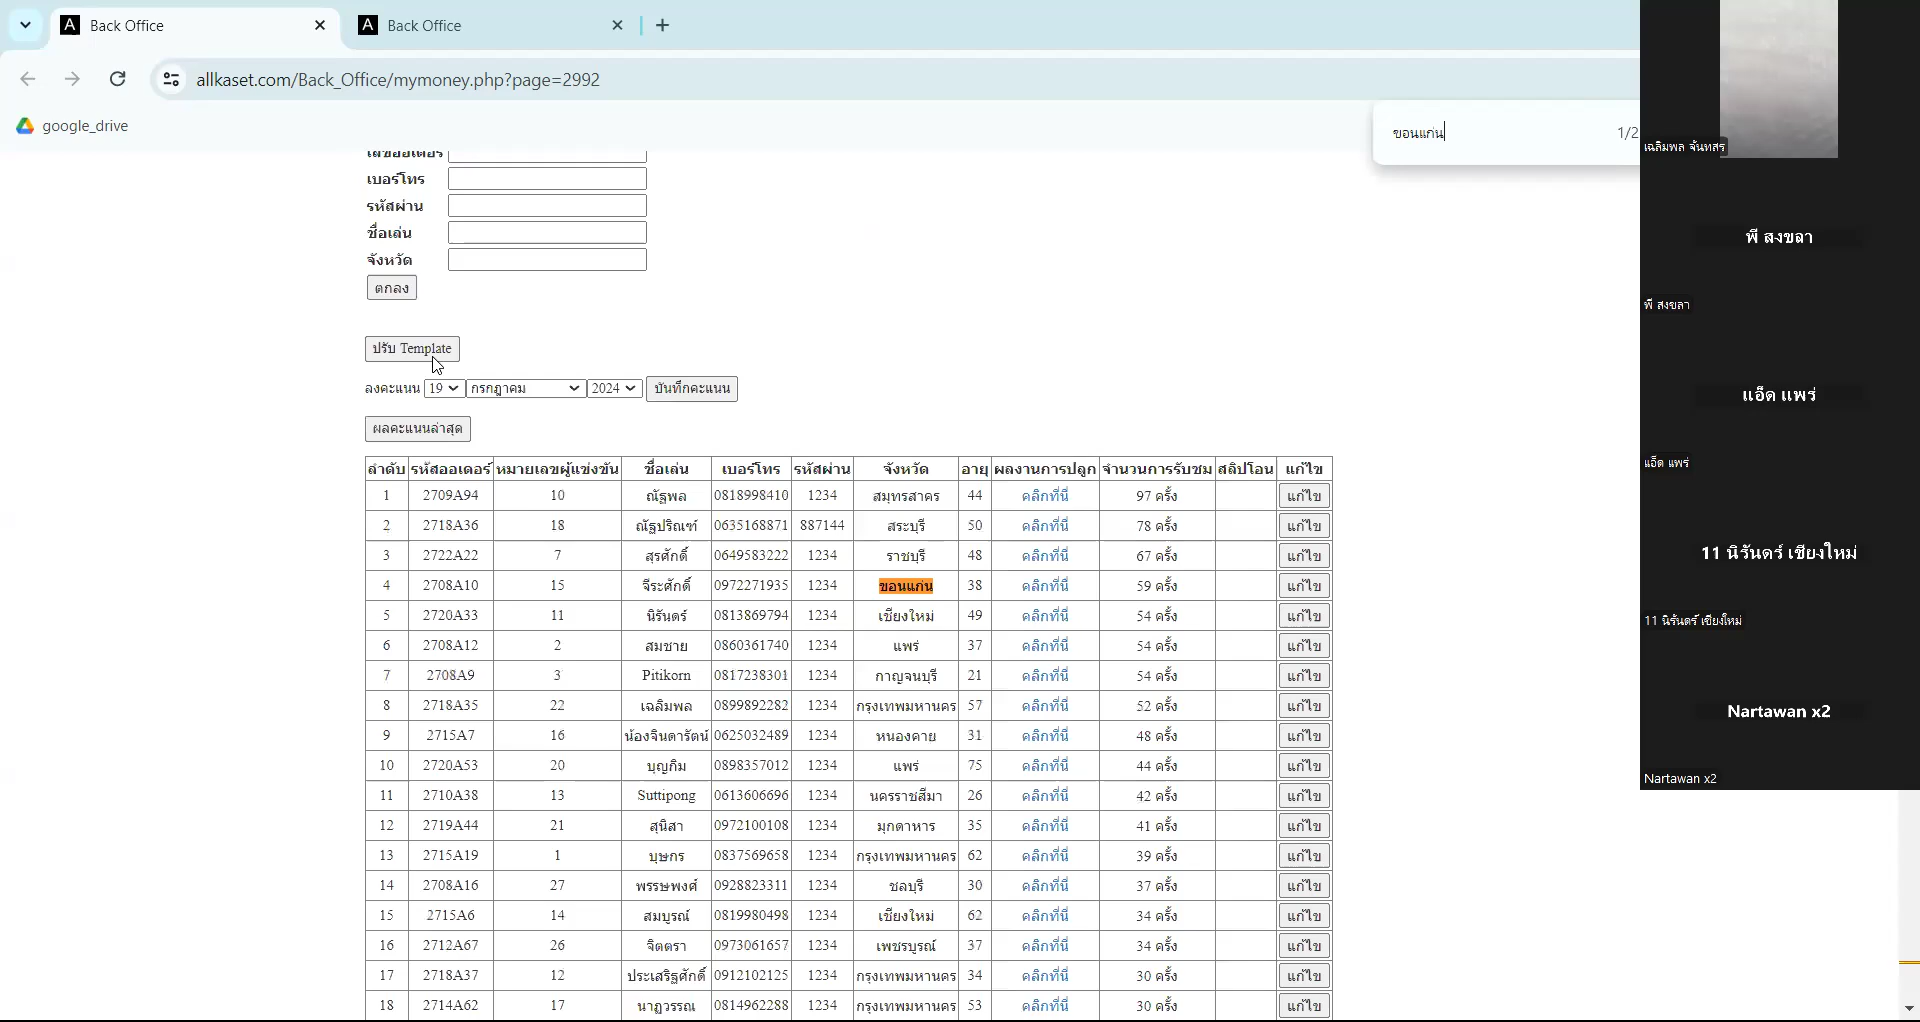 Back Office
Back Office
allkaset.com/Back_Office/mymoney.php?page=2992
google_drive
ขอนแก่น 1/2
เลขออเดอร์
เบอร์โทร
รหัสผ่าน
ชื่อเล่น
จังหวัด
ตกลง
ปรับ Template
ลงคะแนน 19 กรกฎาคม 2024 บันทึกคะแนน
ผลคะแนนล่าสุด
ลำดับ รหัสออเดอร์ หมายเลขผู้แข่งขัน ชื่อเล่น เบอร์โทร รหัสผ่าน จังหวัด อายุ ผลงานการปลูก จำนวนการรับชม สลิปโอน แก้ไข
1 2709A94 10 ณัฐพล 0818998410 1234 สมุทรสาคร 44 คลิกที่นี่ 97 ครั้ง แก้ไข
2 2718A36 18 ณัฐปริณฑ์ 0635168871 887144 สระบุรี 50 คลิกที่นี่ 78 ครั้ง แก้ไข
3 2722A22 7 สุรศักดิ์ 0649583222 1234 ราชบุรี 48 คลิกที่นี่ 67 ครั้ง แก้ไข
4 2708A10 15 จีระศักดิ์ 0972271935 1234 ขอนแก่น 38 คลิกที่นี่ 59 ครั้ง แก้ไข
5 2720A33 11 นิรันดร์ 0813869794 1234 เชียงใหม่ 49 คลิกที่นี่ 54 ครั้ง แก้ไข
6 2708A12 2 สมชาย 0860361740 1234 แพร่ 37 คลิกที่นี่ 54 ครั้ง แก้ไข
7 2708A9 3 Pitikorn 0817238301 1234 กาญจนบุรี 21 คลิกที่นี่ 54 ครั้ง แก้ไข
8 2718A35 22 เฉลิมพล 0899892282 1234 กรุงเทพมหานคร 57 คลิกที่นี่ 52 ครั้ง แก้ไข
9 2715A7 16 น้องจินดารัตน์ 0625032489 1234 หนองคาย 31 คลิกที่นี่ 48 ครั้ง แก้ไข
10 2720A53 20 บุญกิม 0898357012 1234 แพร่ 75 คลิกที่นี่ 44 ครั้ง แก้ไข
11 2710A38 13 Suttipong 0613606696 1234 นครราชสีมา 26 คลิกที่นี่ 42 ครั้ง แก้ไข
12 2719A44 21 สุนิสา 0972100108 1234 มุกดาหาร 35 คลิกที่นี่ 41 ครั้ง แก้ไข
13 2715A19 1 บุษกร 0837569658 1234 กรุงเทพมหานคร 62 คลิกที่นี่ 39 ครั้ง แก้ไข
14 2708A16 27 พรรษพงศ์ 0928823311 1234 ชลบุรี 30 คลิกที่นี่ 37 ครั้ง แก้ไข
15 2715A6 14 สมบูรณ์ 0819980498 1234 เชียงใหม่ 62 คลิกที่นี่ 34 ครั้ง แก้ไข
16 2712A67 26 จิตตรา 0973061657 1234 เพชรบูรณ์ 37 คลิกที่นี่ 34 ครั้ง แก้ไข
17 2718A37 12 ประเสริฐศักดิ์ 0912102125 1234 กรุงเทพมหานคร 34 คลิกที่นี่ 30 ครั้ง แก้ไข
18 2714A62 17 นาฏวรรณ 0814962288 1234 กรุงเทพมหานคร 53 คลิกที่นี่ 30 ครั้ง แก้ไข
เฉลิมพล จันทสร
พี สงขลา
พี สงขลา
แอ็ด แพร่
แอ็ด แพร่
11 นิรันดร์ เชียงใหม่
11 นิรันดร์ เชียงใหม่
Nartawan x2
Nartawan x2